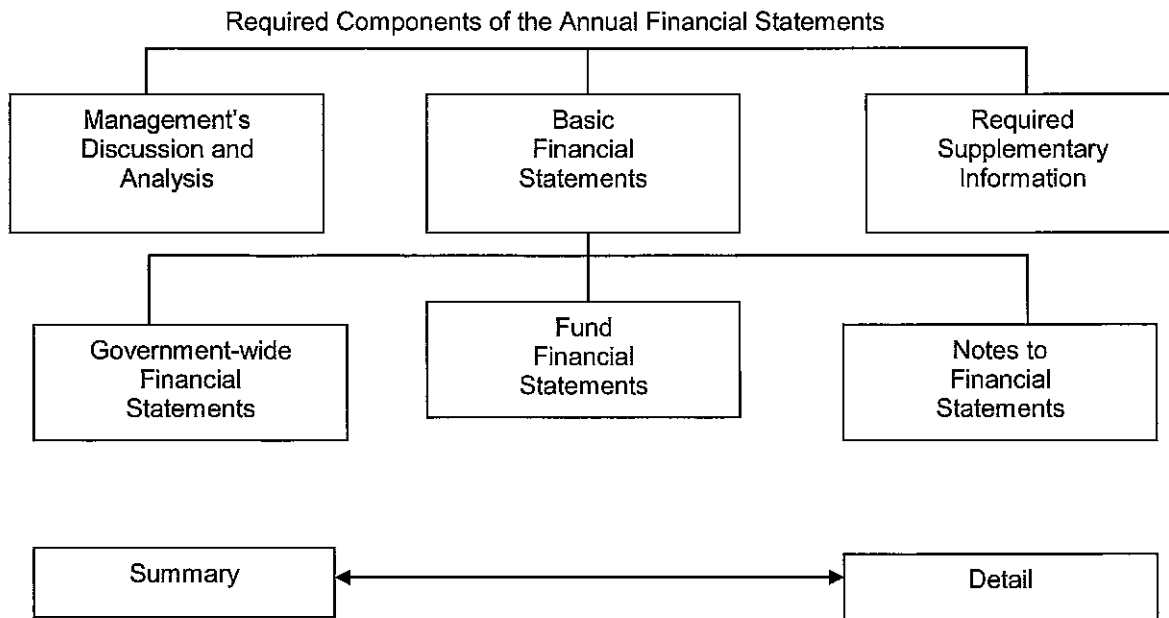 Required Components of the Annual Financial Statements
Management's
Discussion and
Analysis
Basic
Financial
Statements
Required
Supplementary
Information
Government-wide
Financial
Statements
Fund
Financial
Statements
Notes to
Financial
Statements
Summary
Detail